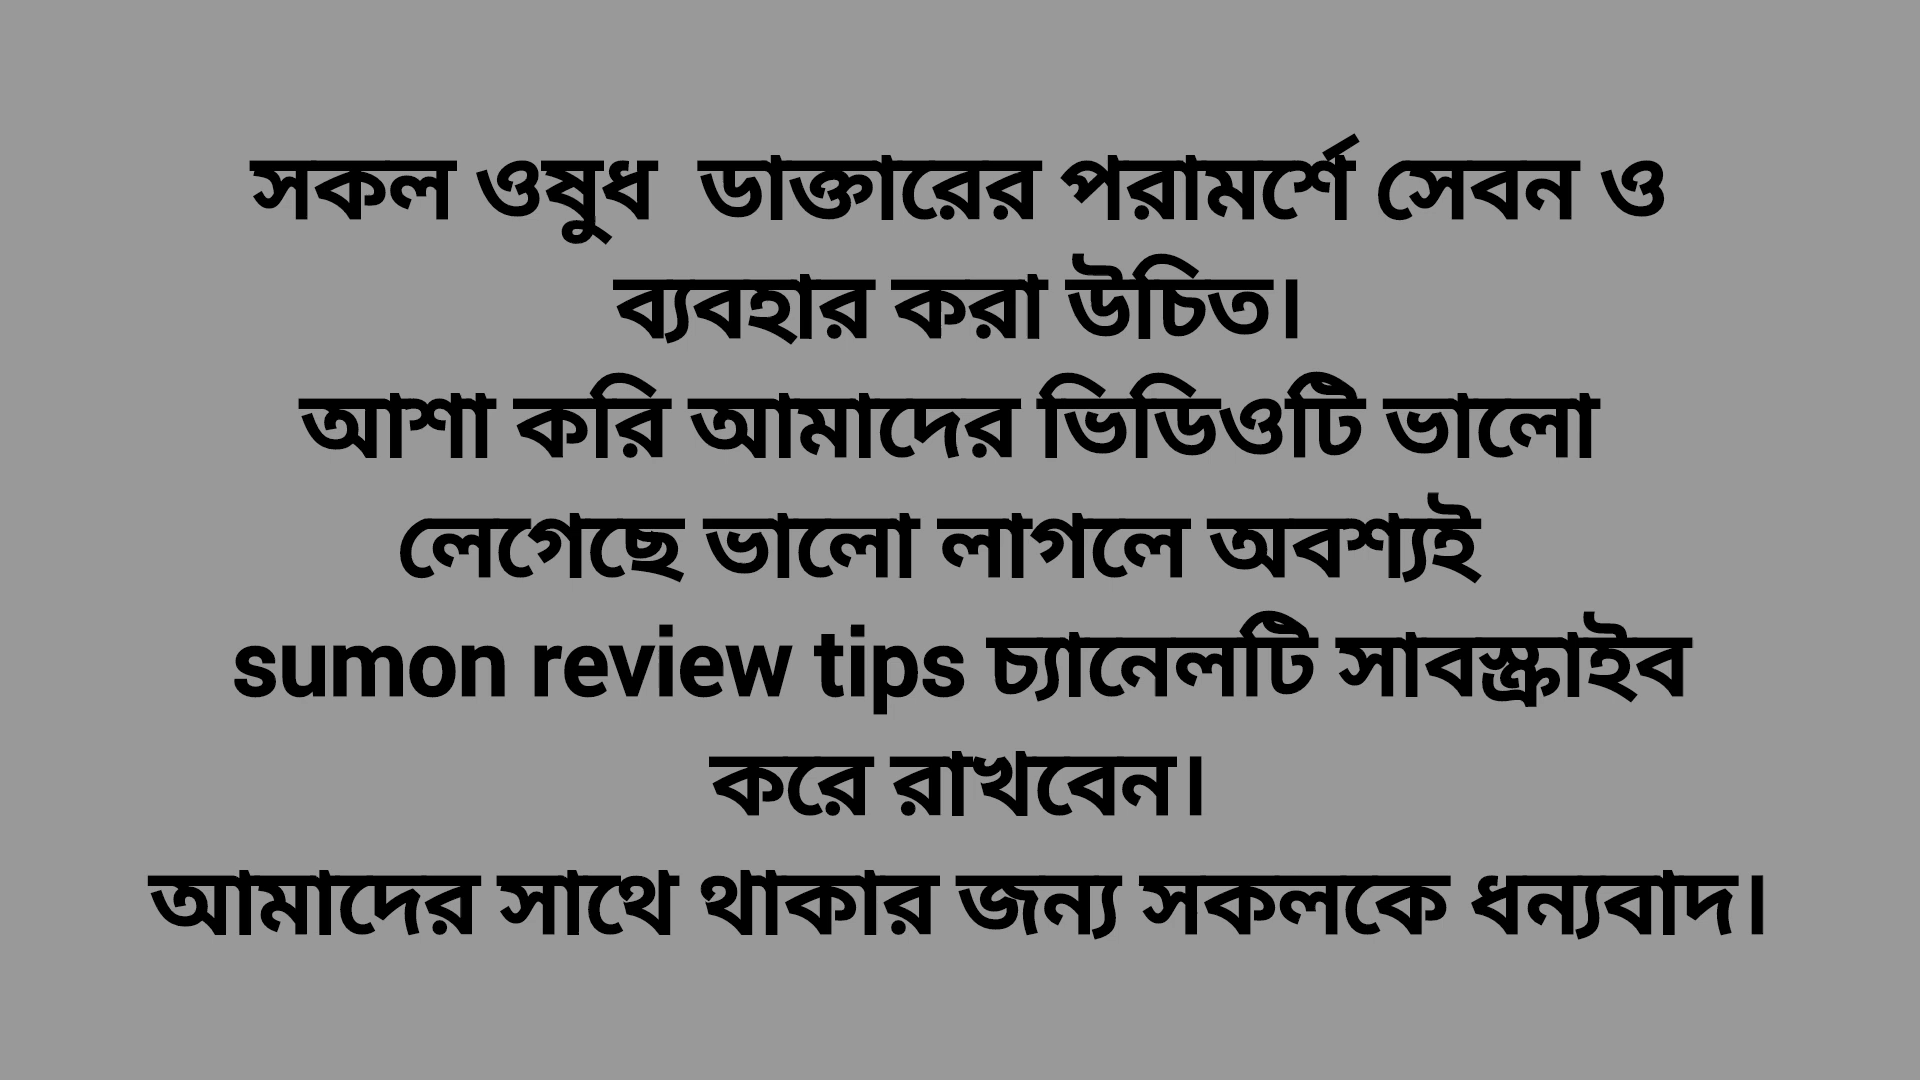 সকল ওষুধ  ডাক্তারের পরামর্শে সেবন ও
ব্যবহার করা উচিত।
আশা করি আমাদের ভিডিওটি ভালো
লেগেছে ভালো লাগলে অবশ্যই
sumon review tips চ্যানেলটি সাবস্ক্রাইব
করে রাখবেন।
আমাদের সাথে থাকার জন্য সকলকে ধন্যবাদ।